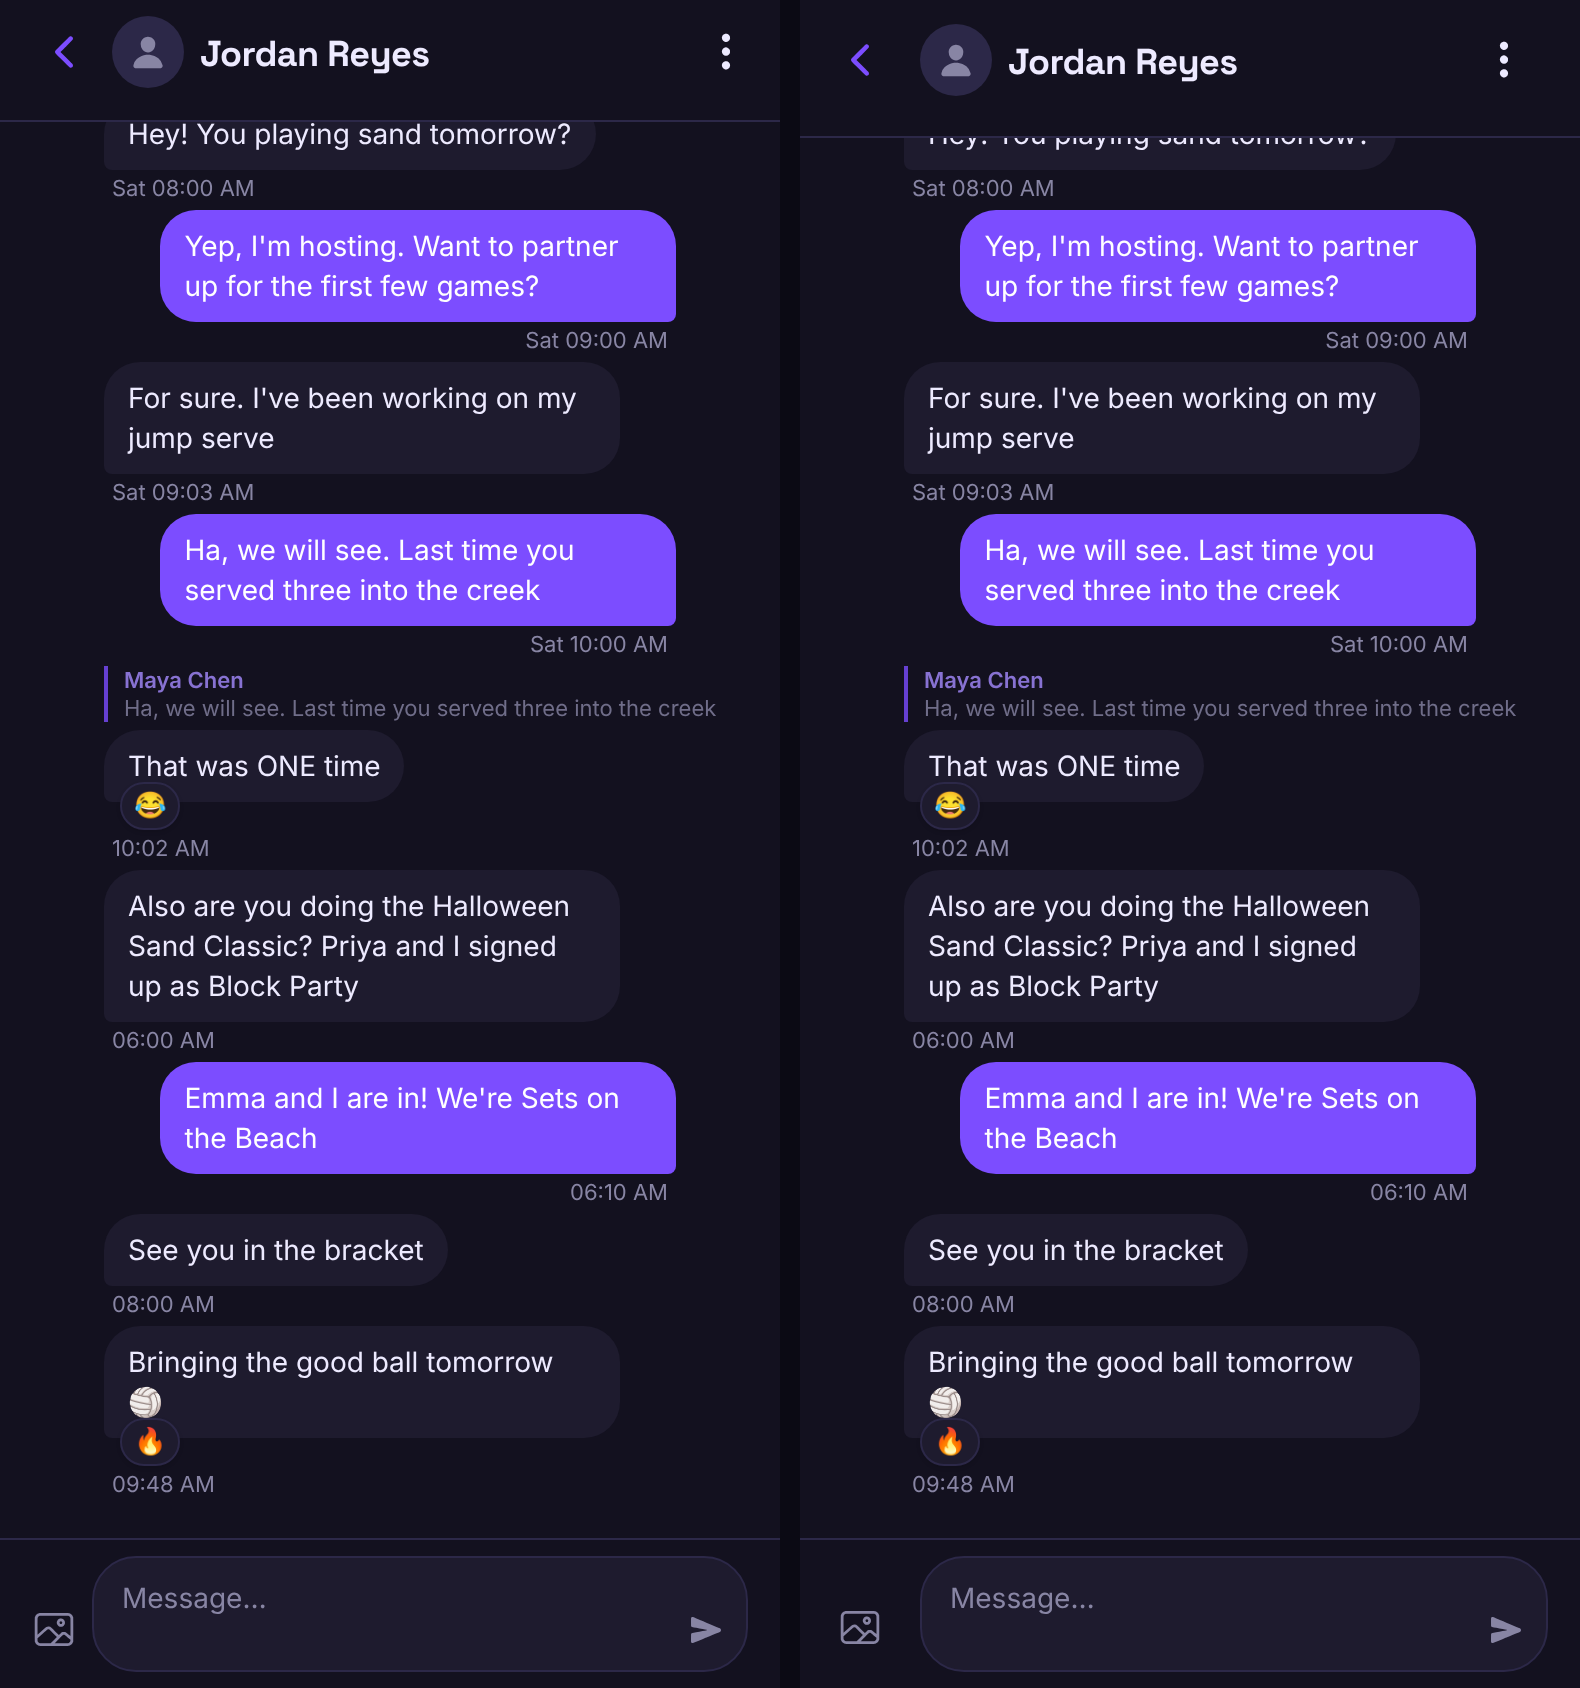 Jordan Reyes
Hey! You playing sand tomorrow?
Sat 08:00 AM
Yep, I'm hosting. Want to partner
up for the first few games?
Sat 09:00 AM
For sure. I've been working on my
jump serve
Sat 09:03 AM
Ha, we will see. Last time you
served three into the creek
Sat 10:00 AM
Maya Chen
Ha, we will see. Last time you served three into the creek
That was ONE time
😂
10:02 AM
Also are you doing the Halloween
Sand Classic? Priya and I signed
up as Block Party
06:00 AM
Emma and I are in! We're Sets on
the Beach
06:10 AM
See you in the bracket
08:00 AM
Bringing the good ball tomorrow
🏐
🔥
09:48 AM
Message...
Jordan Reyes
Hey! You playing sand tomorrow?
Sat 08:00 AM
Yep, I'm hosting. Want to partner
up for the first few games?
Sat 09:00 AM
For sure. I've been working on my
jump serve
Sat 09:03 AM
Ha, we will see. Last time you
served three into the creek
Sat 10:00 AM
Maya Chen
Ha, we will see. Last time you served three into the creek
That was ONE time
😂
10:02 AM
Also are you doing the Halloween
Sand Classic? Priya and I signed
up as Block Party
06:00 AM
Emma and I are in! We're Sets on
the Beach
06:10 AM
See you in the bracket
08:00 AM
Bringing the good ball tomorrow
🏐
🔥
09:48 AM
Message...